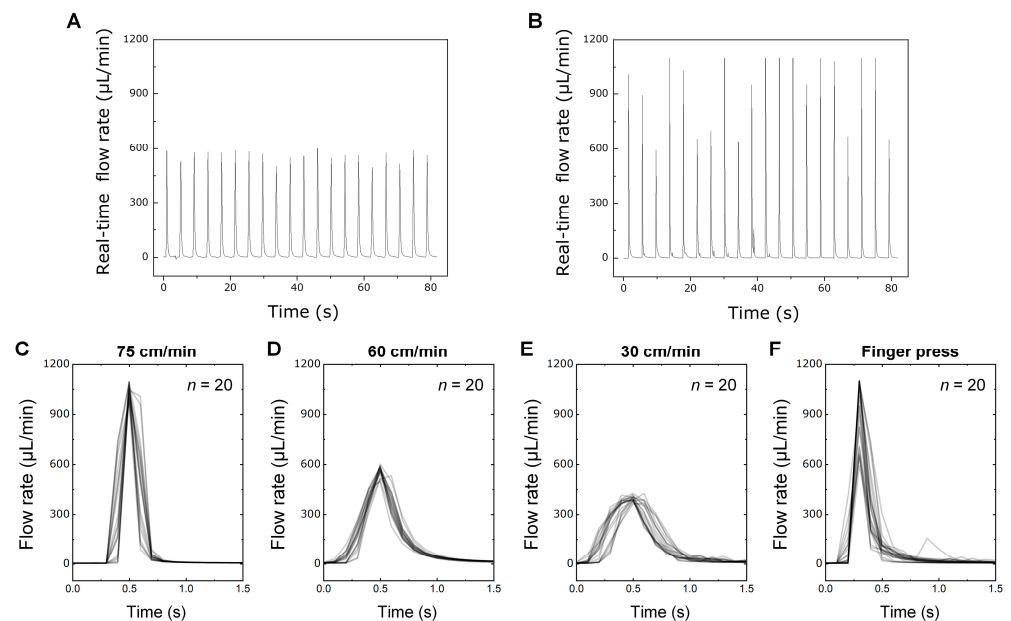 A
B
Real-time flow rate (µL/min)
1200
900
600
300
0
0 20 40 60 80
Time (s)
Real-time flow rate (µL/min)
1200
900
600
300
0
0 20 40 60 80
Time (s)
C 75 cm/min
n = 20
Flow rate (µL/min)
1200
900
600
300
0
0.0 0.5 1.0 1.5
Time (s)
D 60 cm/min
n = 20
Flow rate (µL/min)
1200
900
600
300
0
0.0 0.5 1.0 1.5
Time (s)
E 30 cm/min
n = 20
Flow rate (µL/min)
1200
900
600
300
0
0.0 0.5 1.0 1.5
Time (s)
F Finger press
n = 20
Flow rate (µL/min)
1200
900
600
300
0
0.0 0.5 1.0 1.5
Time (s)